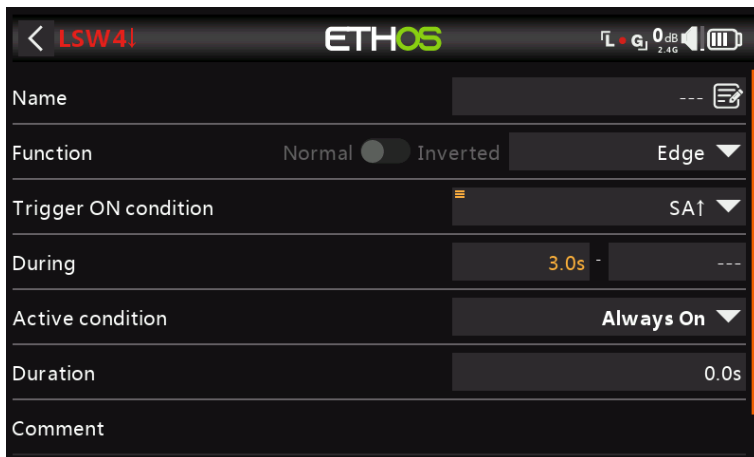 < LSW4↓ ETHOS L • G 0dB 2.4G
Name ---
Function Normal Inverted Edge
Trigger ON condition SA↑
During 3.0s - ---
Active condition Always On
Duration 0.0s
Comment